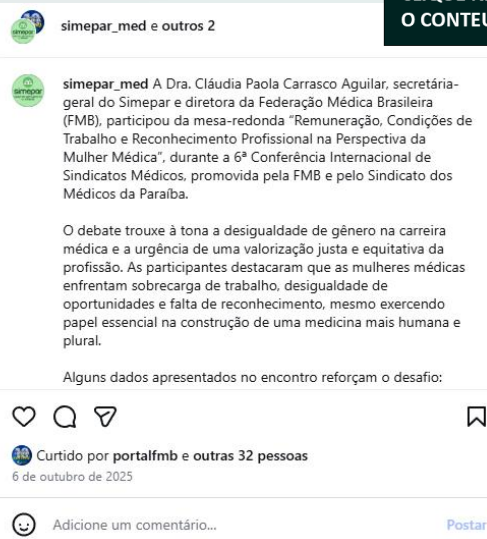 O CONTEÚ
simepar_med e outros 2
simepar
simepar_med A Dra. Cláudia Paola Carrasco Aguilar, secretária-
geral do Simepar e diretora da Federação Médica Brasileira
(FMB), participou da mesa-redonda “Remuneração, Condições de
Trabalho e Reconhecimento Profissional na Perspectiva da
Mulher Médica”, durante a 6ª Conferência Internacional de
Sindicatos Médicos, promovida pela FMB e pelo Sindicato dos
Médicos da Paraíba.
O debate trouxe à tona a desigualdade de gênero na carreira
médica e a urgência de uma valorização justa e equitativa da
profissão. As participantes destacaram que as mulheres médicas
enfrentam sobrecarga de trabalho, desigualdade de
oportunidades e falta de reconhecimento, mesmo exercendo
papel essencial na construção de uma medicina mais humana e
plural.
Alguns dados apresentados no encontro reforçam o desafio:
Curtido por portalfmb e outras 32 pessoas
6 de outubro de 2025
Adicione um comentário...
Postar